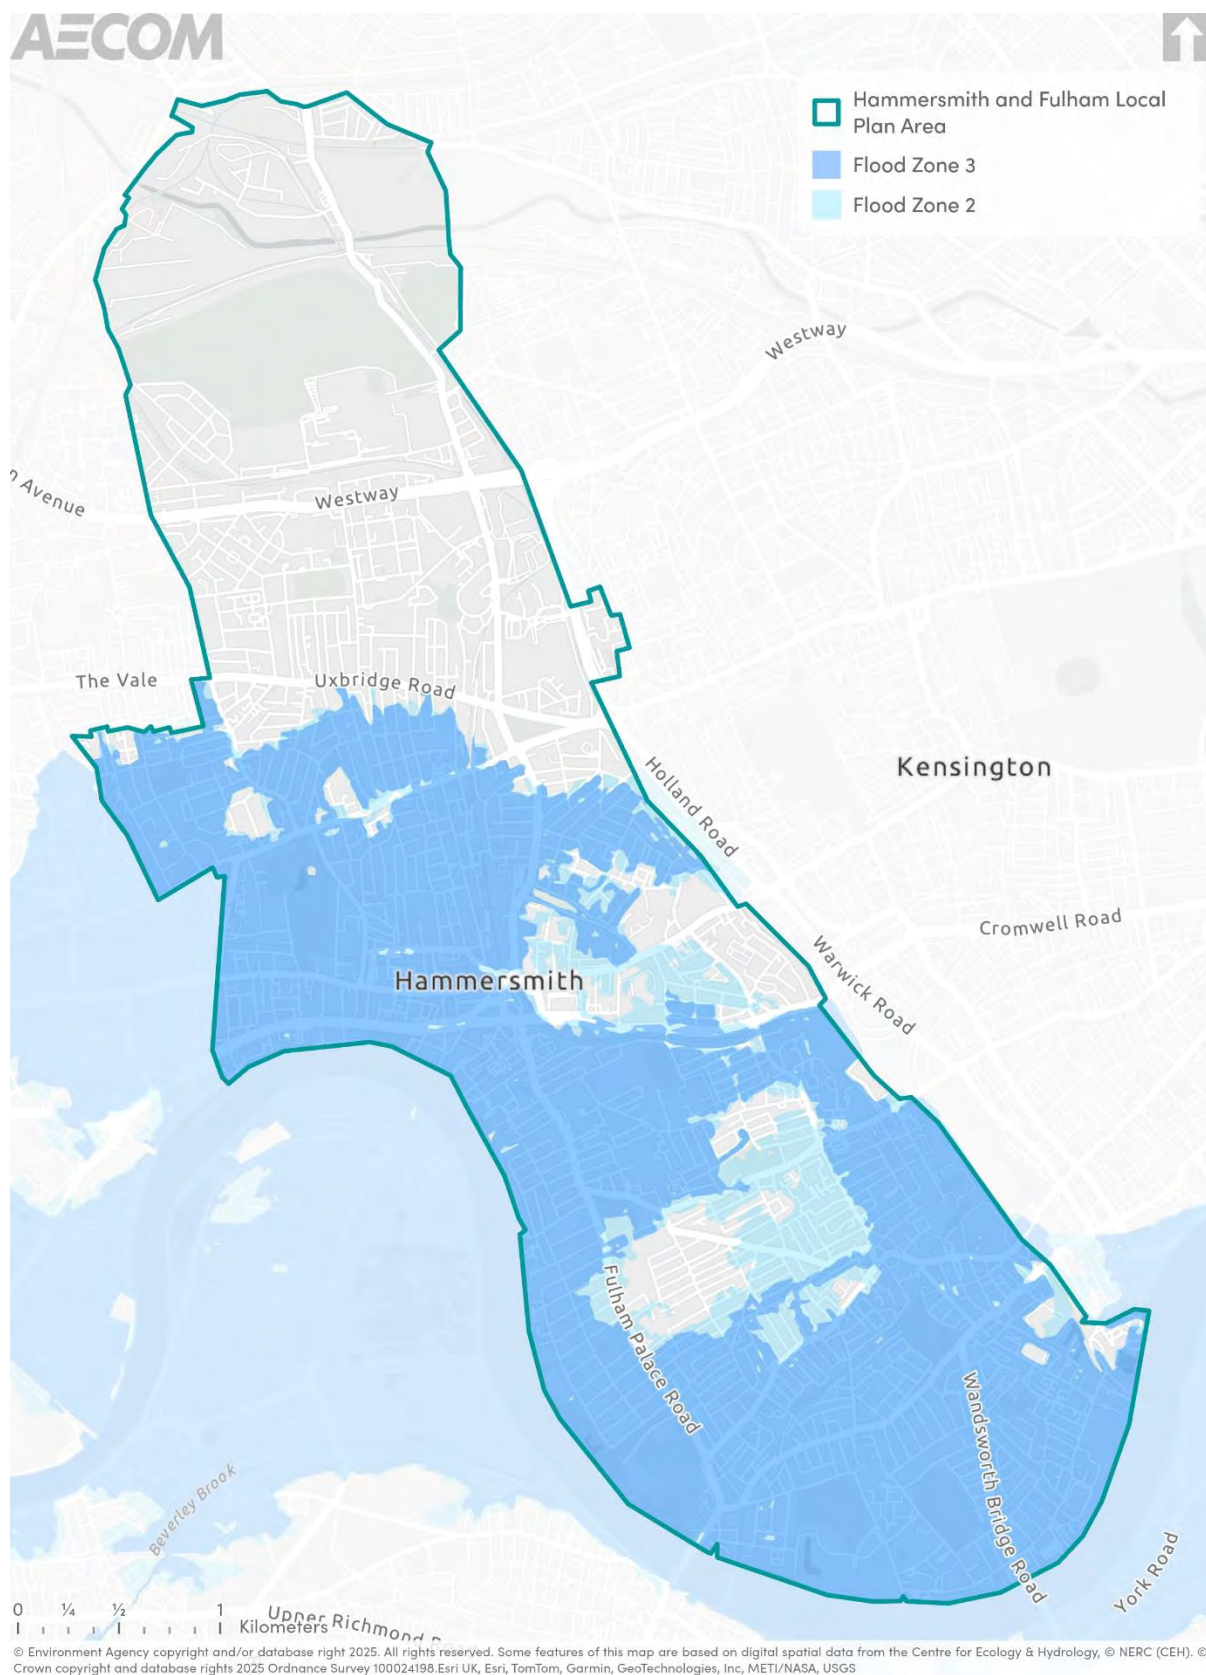 AECOM
Hammersmith and Fulham Local
Plan Area
Flood Zone 3
Flood Zone 2
Westway
n Avenue
Westway
The Vale
Uxbridge Road
Kensington
Holland Road
Cromwell Road
Warwick Road
Hammersmith
Fulham Palace Road
Wandsworth Bridge Road
Beverley Brook
York Road
0 ¼ ½ 1
Kilometers
Upper Richmond Road
© Environment Agency copyright and/or database right 2025. All rights reserved. Some features of this map are based on digital spatial data from the Centre for Ecology & Hydrology, © NERC (CEH). ©
Crown copyright and database rights 2025 Ordnance Survey 100024198.Esri UK, Esri, TomTom, Garmin, GeoTechnologies, Inc, METI/NASA, USGS